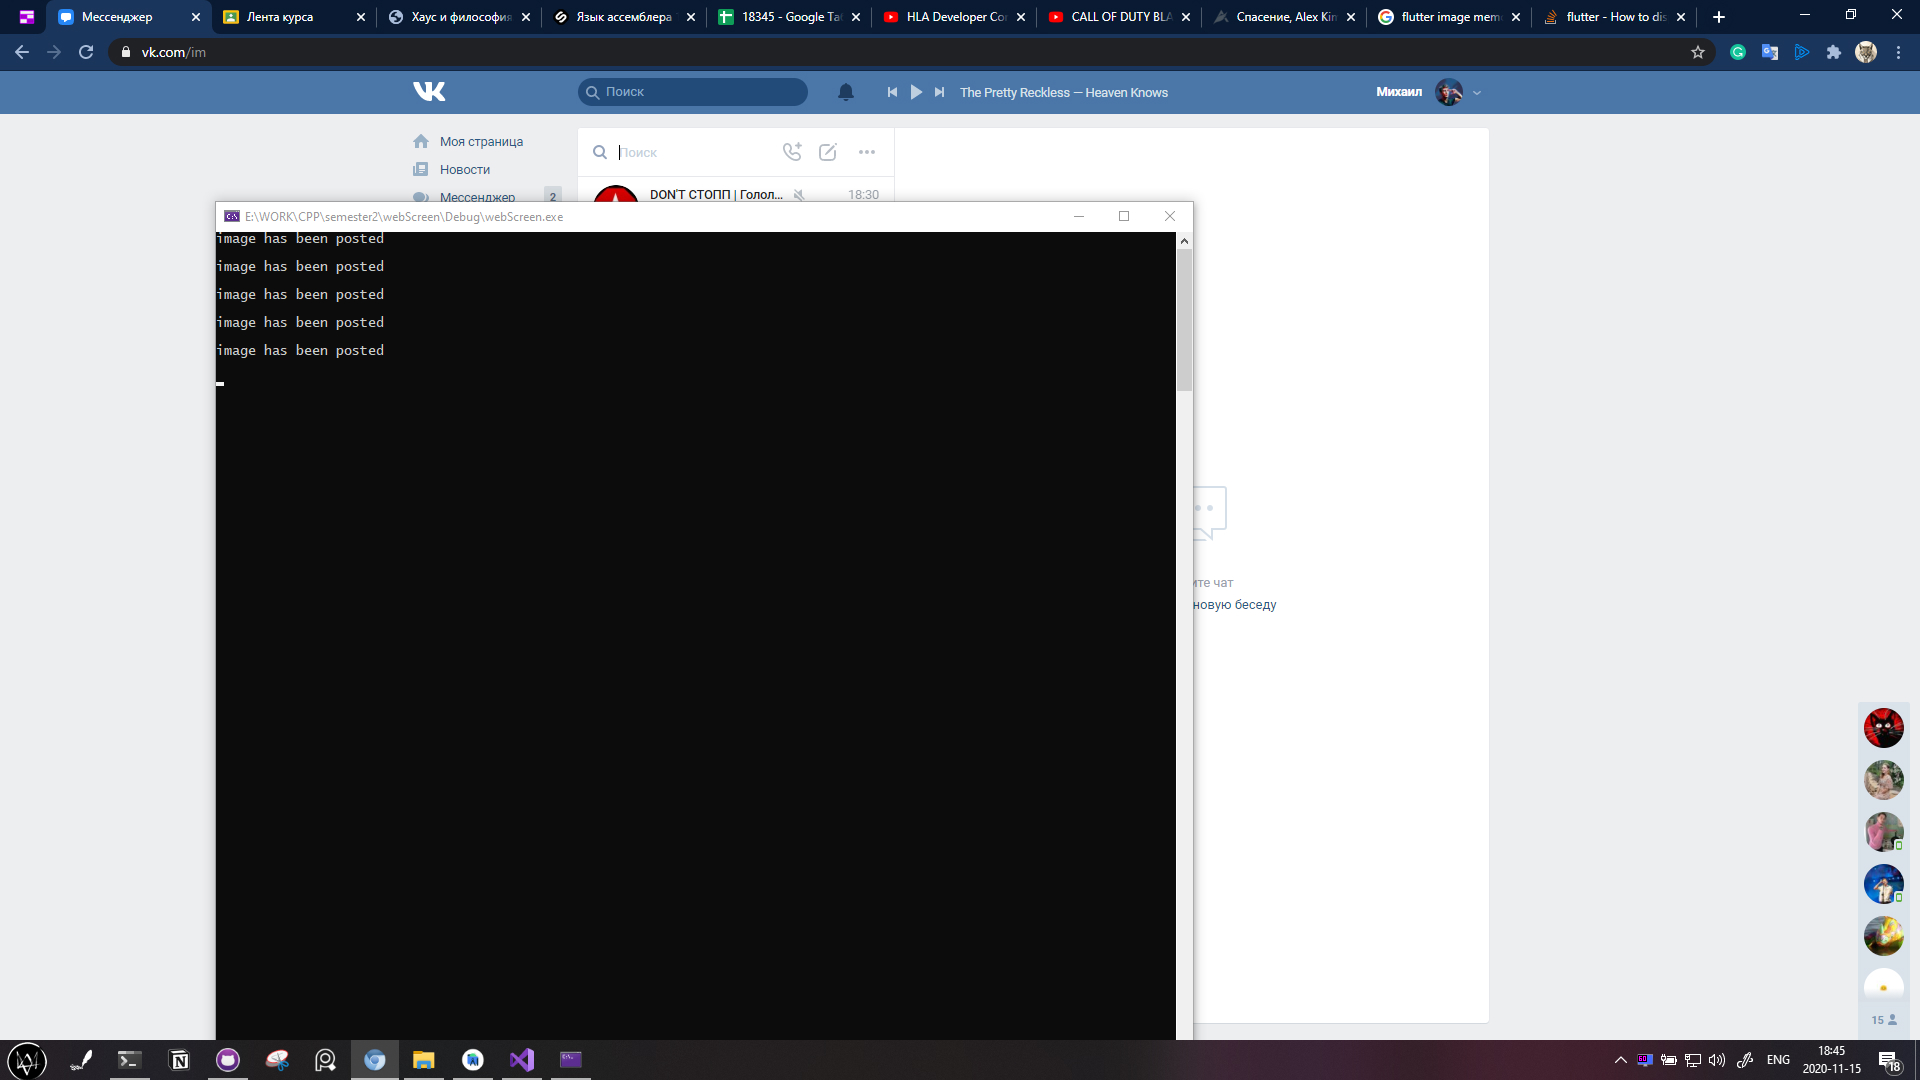 Мессенджер
Лента курса
Хаус и философия
Язык ассемблера
18345 - Google Та
HLA Developer Co
CALL OF DUTY BLA
Спасение, Alex Kin
flutter image mem
flutter - How to dis
vk.com/im
Поиск
The Pretty Reckless – Heaven Knows
Михаил
Моя страница
Новости
Мессенджер
2
Поиск
DON'T СТОПП | Голол...
18:30
E:\WORK\CPP\semester2\webScreen\Debug\webScreen.exe
image has been posted
image has been posted
image has been posted
image has been posted
image has been posted
ите чат
новую беседу
15
ENG
18:45
2020-11-15
18